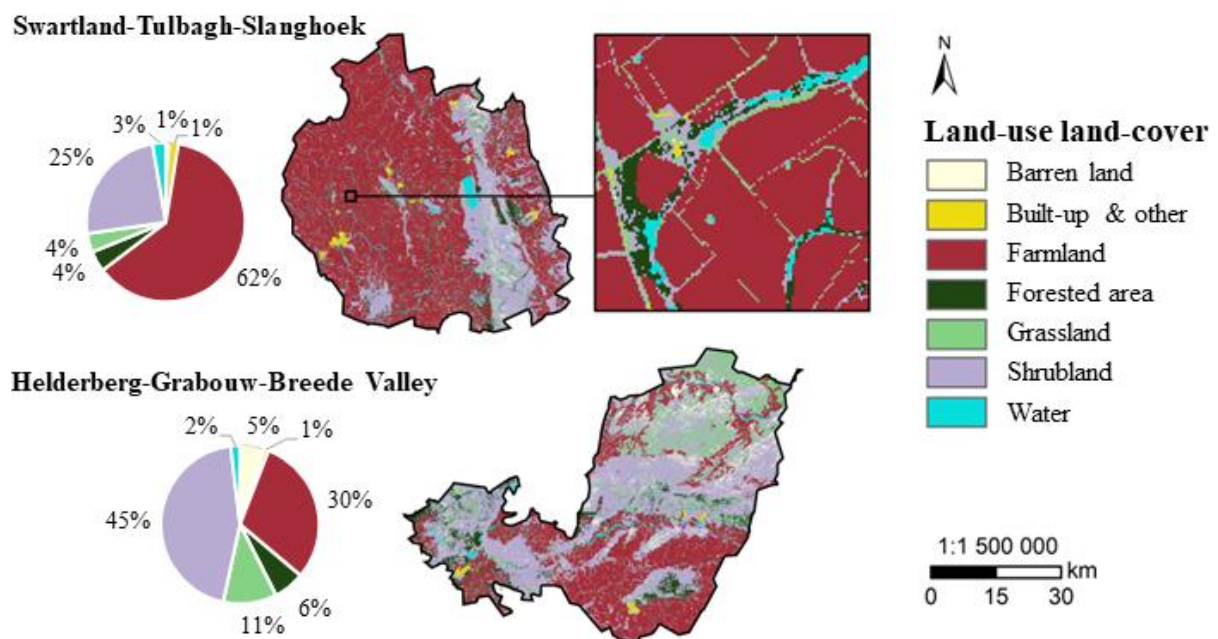 Swartland-Tulbagh-Slanghoek
3%
1%
1%
25%
4%
4%
62%
N
Land-use land-cover
Barren land
Built-up & other
Farmland
Forested area
Grassland
Shrubland
Water
Helderberg-Grabouw-Breede Valley
2%
5%
1%
45%
30%
11%
6%
1:1 500 000
km
0 15 30